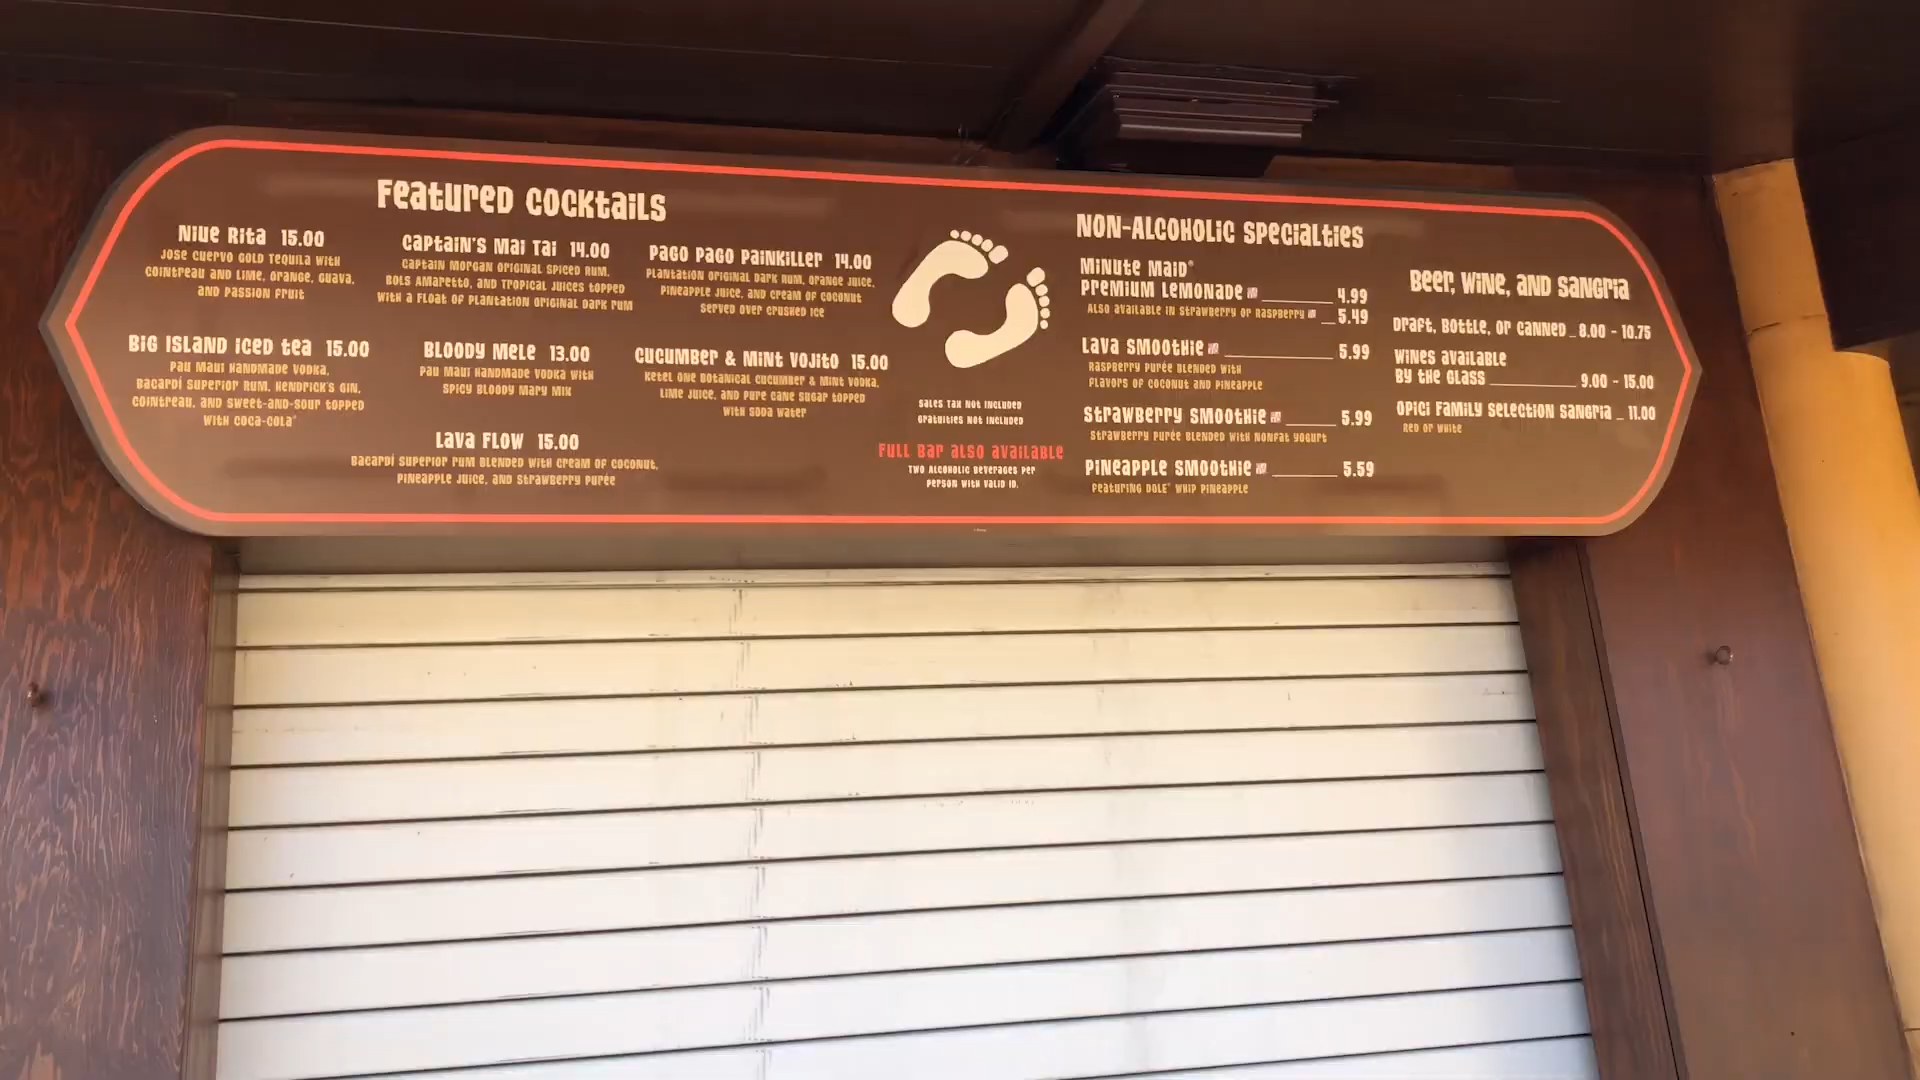 Featured Cocktails
Niue Rita 15.00
Jose Cuervo Gold Tequila with
Cointreau and Lime, Orange, Guava,
and Passion Fruit
Captain's Mai Tai 14.00
Captain Morgan Original Spiced Rum,
Bols Amaretto, and Tropical Juices topped
with a Float of Plantation Original Dark Rum
Pago Pago Painkiller 14.00
Plantation Original Dark Rum, Orange Juice,
Pineapple Juice, and Cream of Coconut
served over Crushed Ice
Big Island Iced Tea 15.00
Pau Maui Handmade Vodka,
Bacardí Superior Rum, Hendrick's Gin,
Cointreau, and Sweet-and-Sour topped
with Coca-Cola®
Bloody Mele 13.00
Pau Maui Handmade Vodka with
Spicy Bloody Mary Mix
Cucumber & Mint Vojito 15.00
Ketel One Botanical Cucumber & Mint Vodka,
Lime Juice, and Pure Cane Sugar topped
with Soda Water
Lava Flow 15.00
Bacardí Superior Rum blended with Cream of Coconut,
Pineapple Juice, and Strawberry Purée
Sales Tax Not Included
Gratuities Not Included
Full Bar Also Available
Two Alcoholic Beverages per
Person with Valid ID.
Non-Alcoholic Specialties
Minute Maid®
Premium Lemonade 4.99
Also available in Strawberry or Raspberry 5.49
Lava Smoothie 5.99
Raspberry Purée blended with
Flavors of Coconut and Pineapple
Strawberry Smoothie 5.99
Strawberry Purée blended with Nonfat Yogurt
Pineapple Smoothie 5.59
Featuring DOLE® Whip Pineapple
Beer, Wine, and Sangria
Draft, Bottle, or Canned 8.00 - 10.75
Wines Available
by the Glass 9.00 - 15.00
Opici Family Selection Sangria 11.00
Red or White